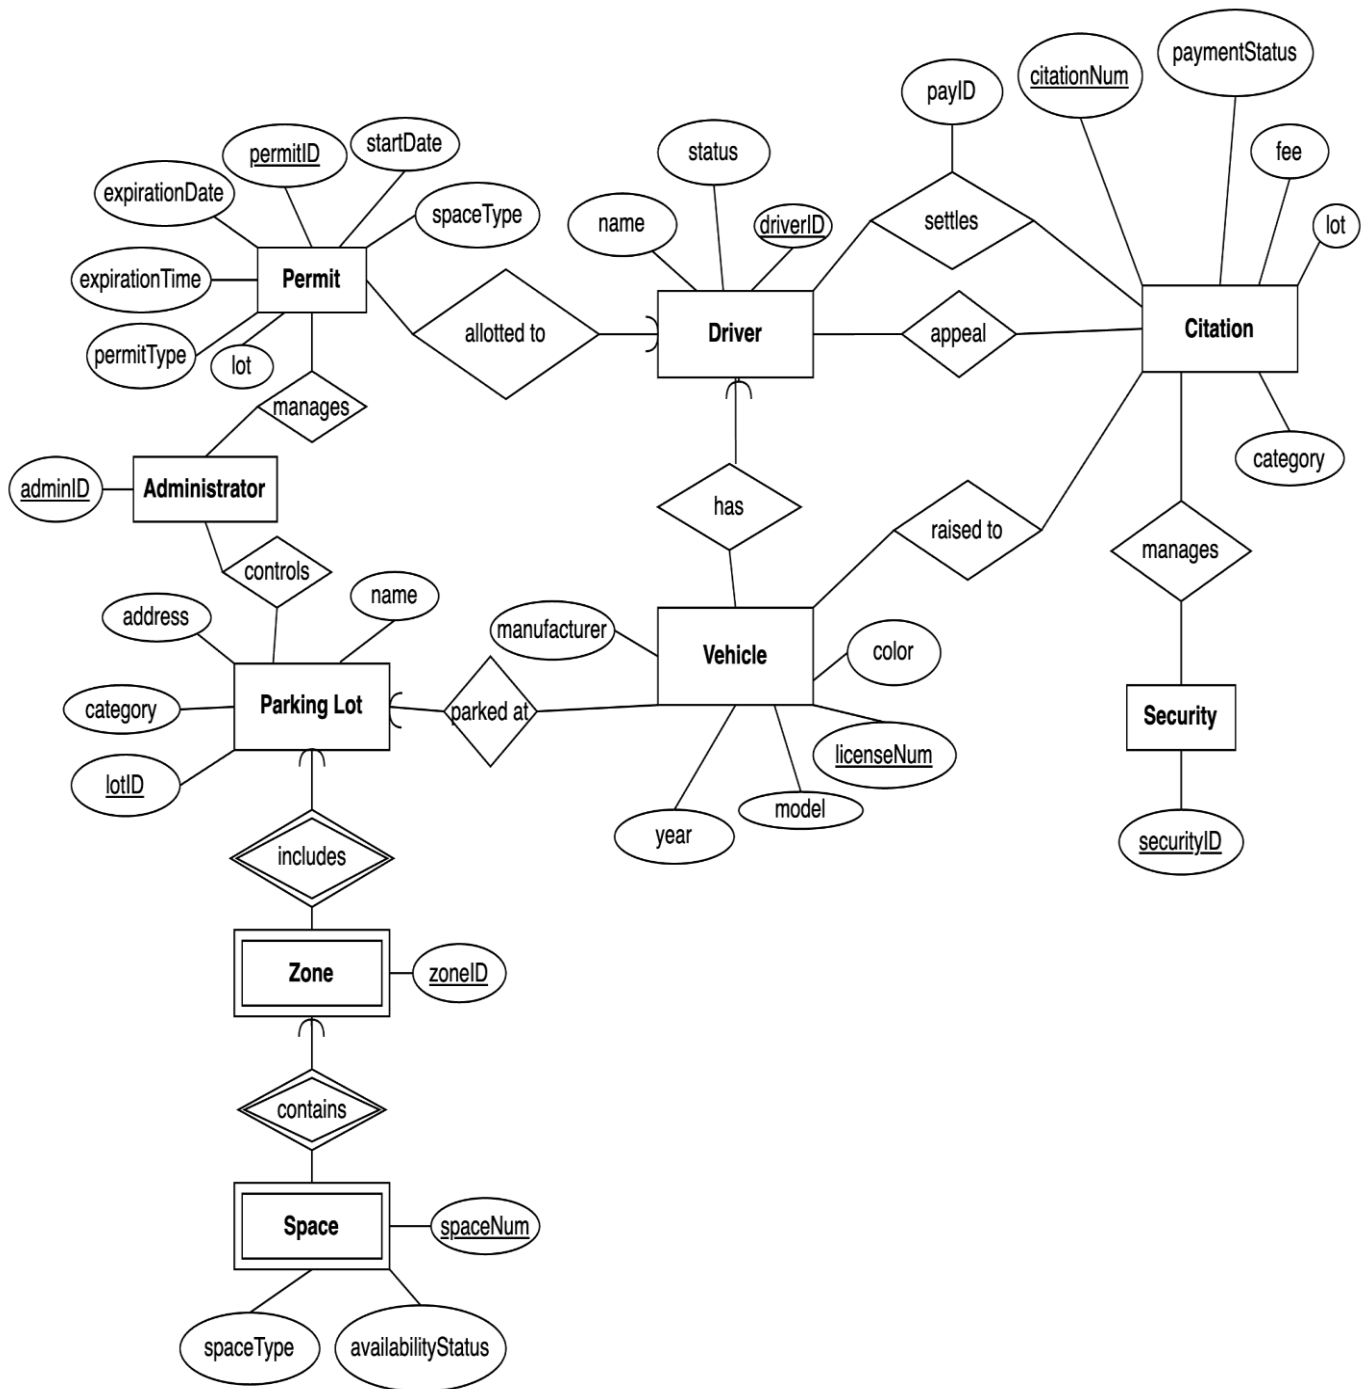 paymentStatus
citationNum
payID
startDate
permitID
status
fee
expirationDate
spaceType
name
driverID
settles
lot
expirationTime
Permit
allotted to
Driver
appeal
Citation
permitType
lot
manages
category
adminID
Administrator
has
raised to
manages
controls
address
name
manufacturer
Vehicle
color
category
Parking Lot
parked at
Security
lotID
licenseNum
year
model
securityID
includes
Zone
zoneID
contains
Space
spaceNum
spaceType
availabilityStatus